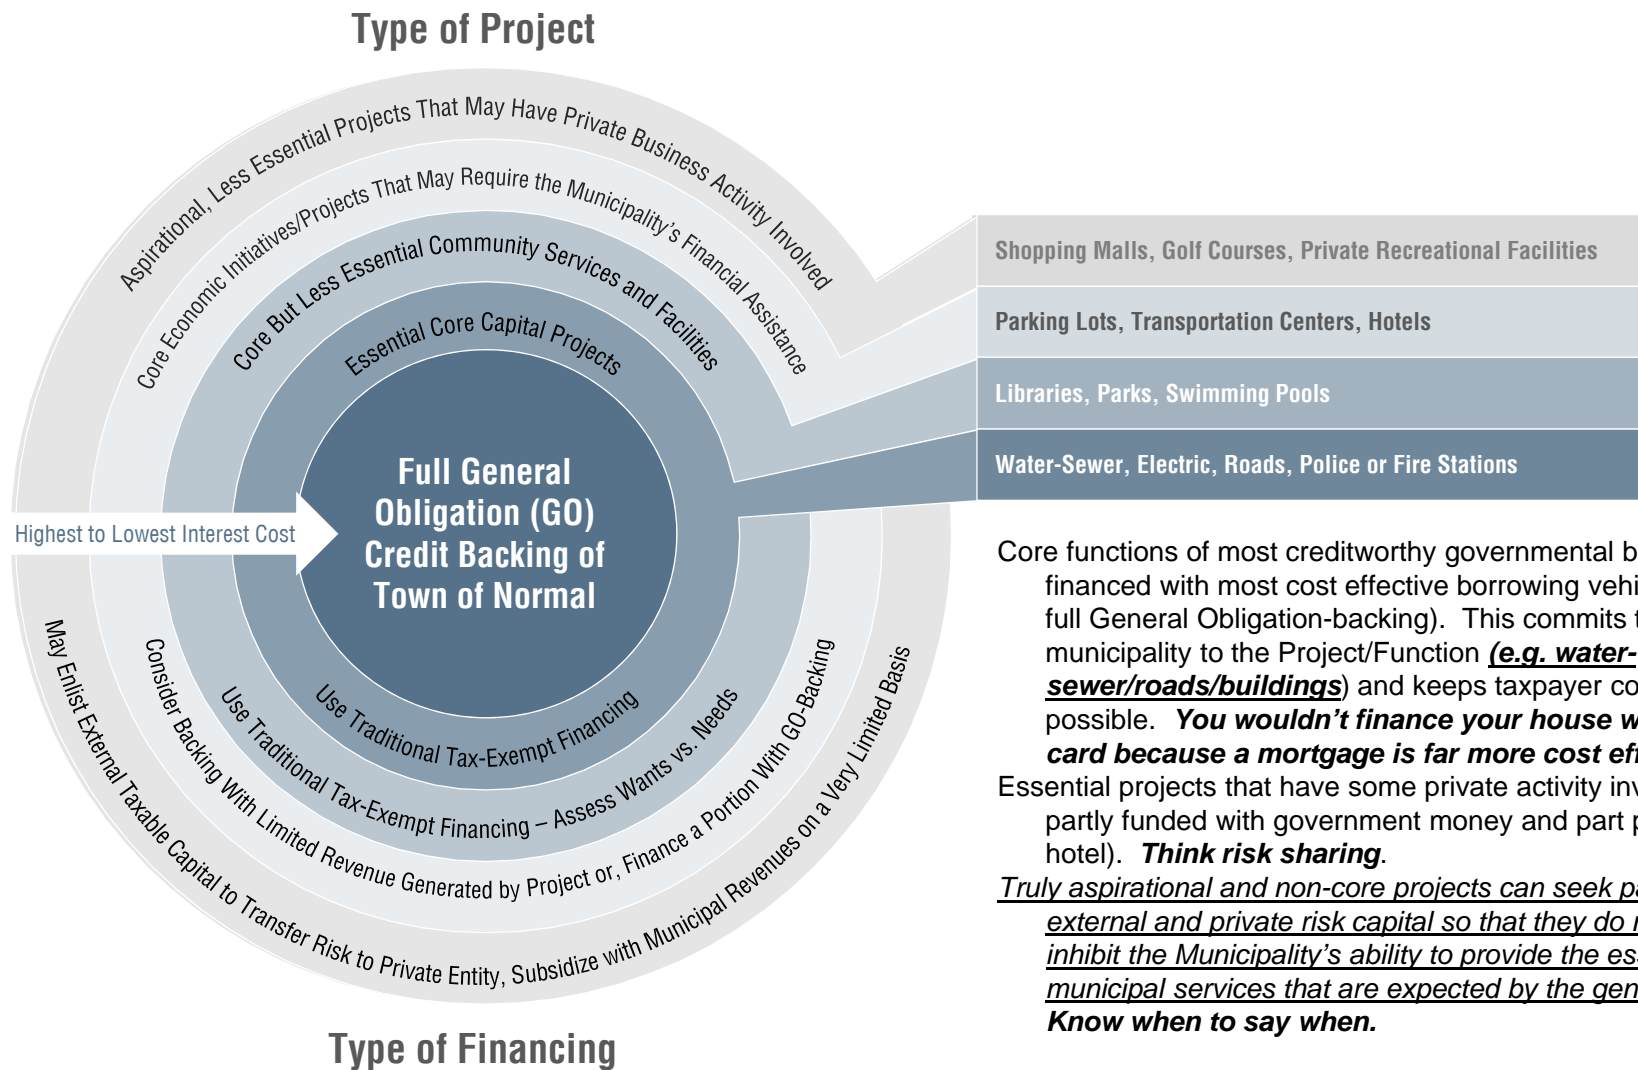 Type of Project
Aspirational, Less Essential Projects That May Have Private Business Activity Involved
Core Economic Initiatives/Projects That May Require the Municipality's Financial Assistance
Core But Less Essential Community Services and Facilities
Essential Core Capital Projects
Full General
Obligation (GO)
Credit Backing of
Town of Normal
Highest to Lowest Interest Cost
Use Traditional Tax-Exempt Financing
Use Traditional Tax-Exempt Financing – Assess Wants vs. Needs
Consider Backing With Limited Revenue Generated by Project or, Finance a Portion With GO-Backing
May Enlist External Taxable Capital to Transfer Risk to Private Entity, Subsidize with Municipal Revenues on a Very Limited Basis
Type of Financing
Shopping Malls, Golf Courses, Private Recreational Facilities
Parking Lots, Transportation Centers, Hotels
Libraries, Parks, Swimming Pools
Water-Sewer, Electric, Roads, Police or Fire Stations
Core functions of most creditworthy governmental
financed with most cost effective borrowing
full General Obligation-backing). This commits
municipality to the Project/Function (e.g. water-
sewer/roads/buildings) and keeps taxpayer
possible. You wouldn’t finance your house
card because a mortgage is far more cost
Essential projects that have some private activity
partly funded with government money and part
hotel). Think risk sharing.
Truly aspirational and non-core projects can seek
external and private risk capital so that they do
inhibit the Municipality’s ability to provide the
municipal services that are expected by the
Know when to say when.